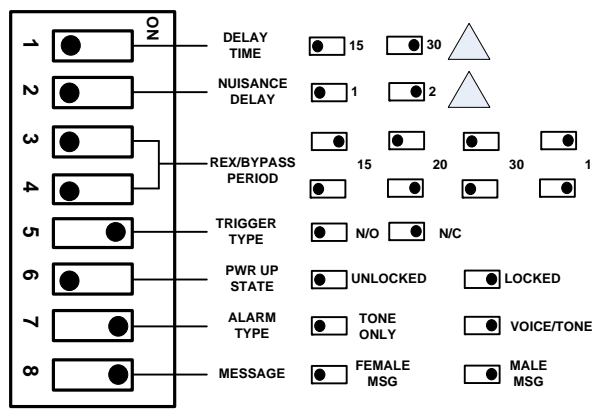 ON
1 DELAY TIME 15 30
2 NUISANCE DELAY 1 2
3
4
REX/BYPASS PERIOD 15 20 30 1
5 TRIGGER TYPE N/O N/C
6 PWR UP STATE UNLOCKED LOCKED
7 ALARM TYPE TONE ONLY VOICE/TONE
8 MESSAGE FEMALE MSG MALE MSG